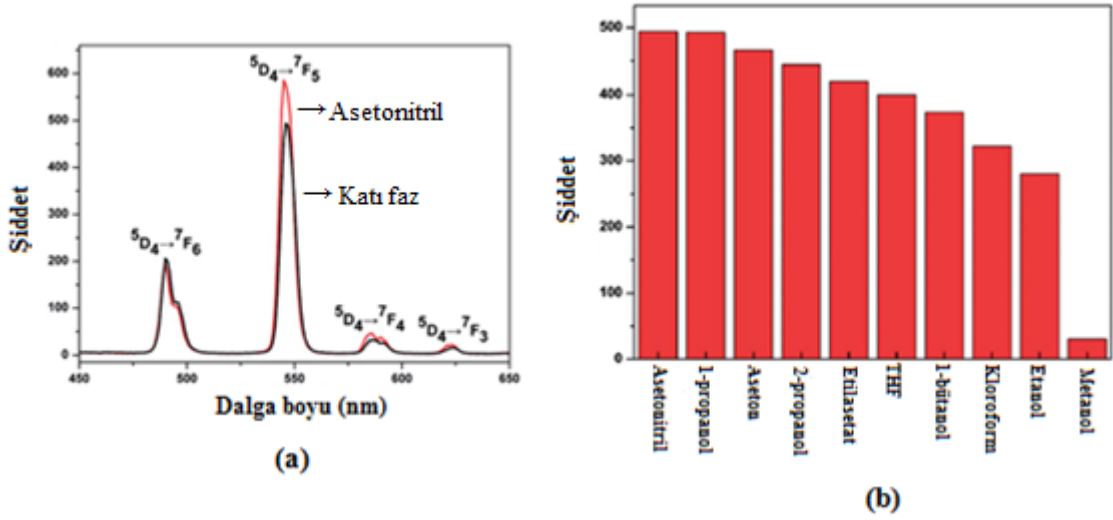 Şiddet
600
500
400
300
200
100
0
⁵D₄→⁷F₆
⁵D₄→⁷F₅
→ Asetonitril
→ Katı faz
⁵D₄→⁷F₄
⁵D₄→⁷F₃
450 500 550 600 650
Dalga boyu (nm)
(a)
Şiddet
500
400
300
200
100
0
Asetonitril
1-propanol
Aseton
2-propanol
Etilasetat
THF
1-bütanol
Kloroform
Etanol
Metanol
(b)